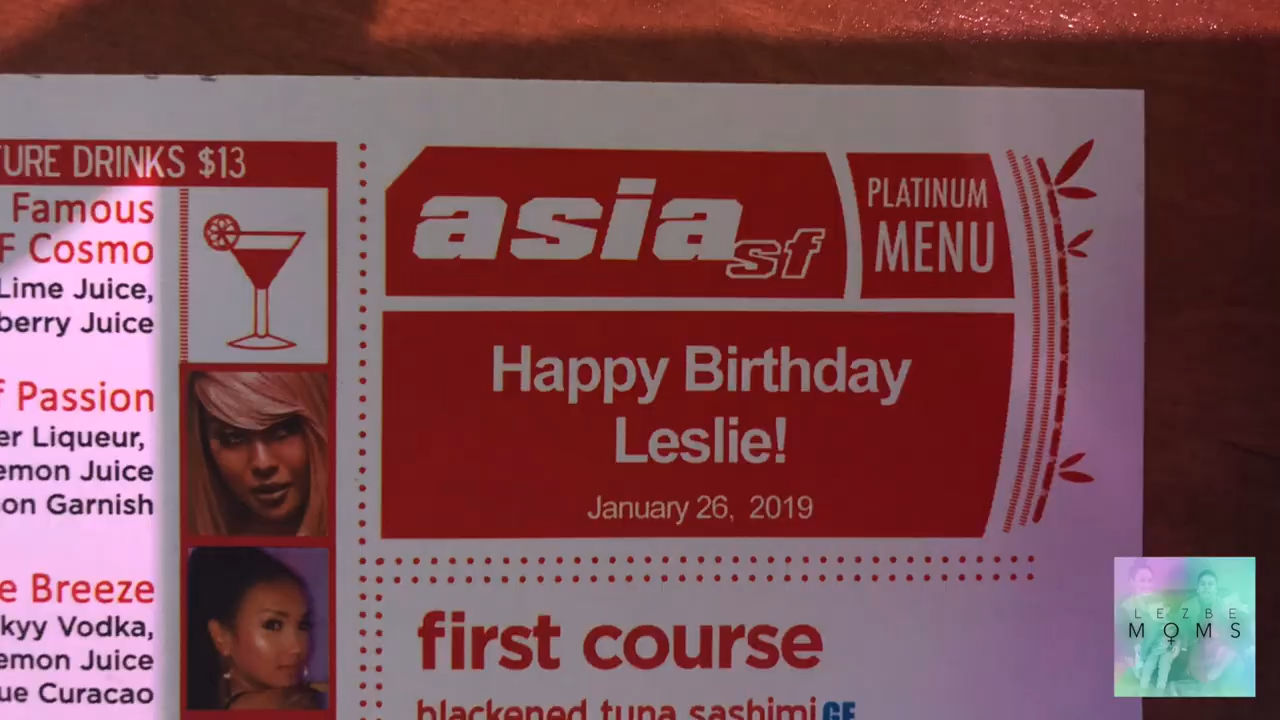 TURE DRINKS $13
Famous
F Cosmo
Lime Juice,
berry Juice
f Passion
er Liqueur,
emon Juice
on Garnish
e Breeze
kyy Vodka,
emon Juice
ue Curacao
asia sf
PLATINUM
MENU
Happy Birthday
Leslie!
January 26, 2019
first course
blackened tuna sashimi GF
LEZBE
MOMS